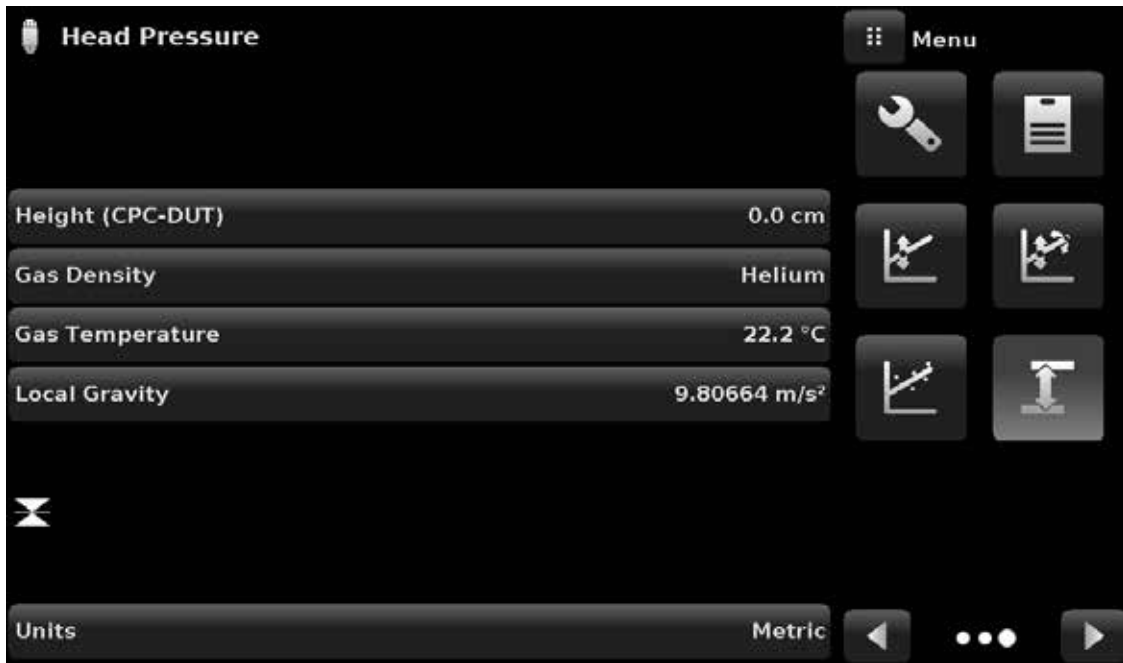 Head Pressure
Menu
Height (CPC-DUT) 0.0 cm
Gas Density Helium
Gas Temperature 22.2 °C
Local Gravity 9.80664 m/s²
Units Metric